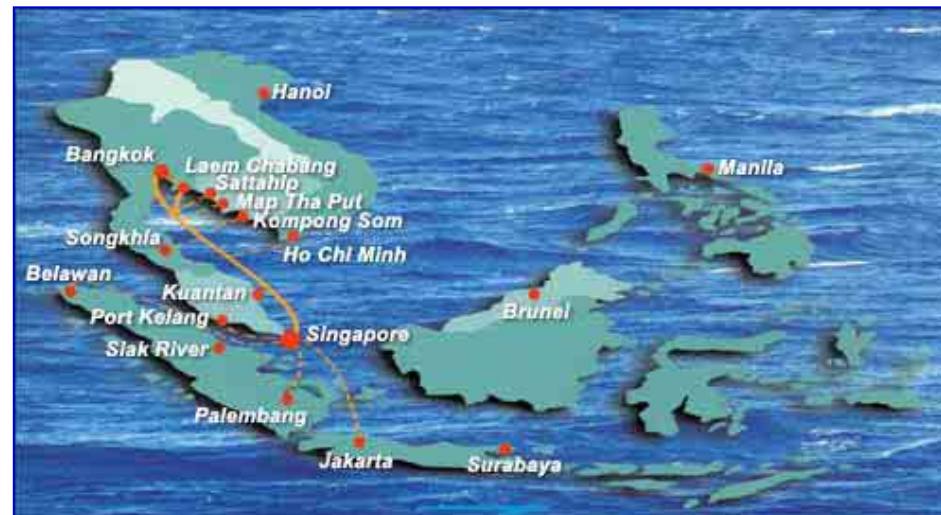 Hanoi
Bangkok
Laem Chabang
Sattahip
Manila
Map Tha Put
Kompong Som
Songkhla
Ho Chi Minh
Belawan
Kuantan
Brunei
Port Kelang
Singapore
Siak River
Palembang
Jakarta
Surabaya